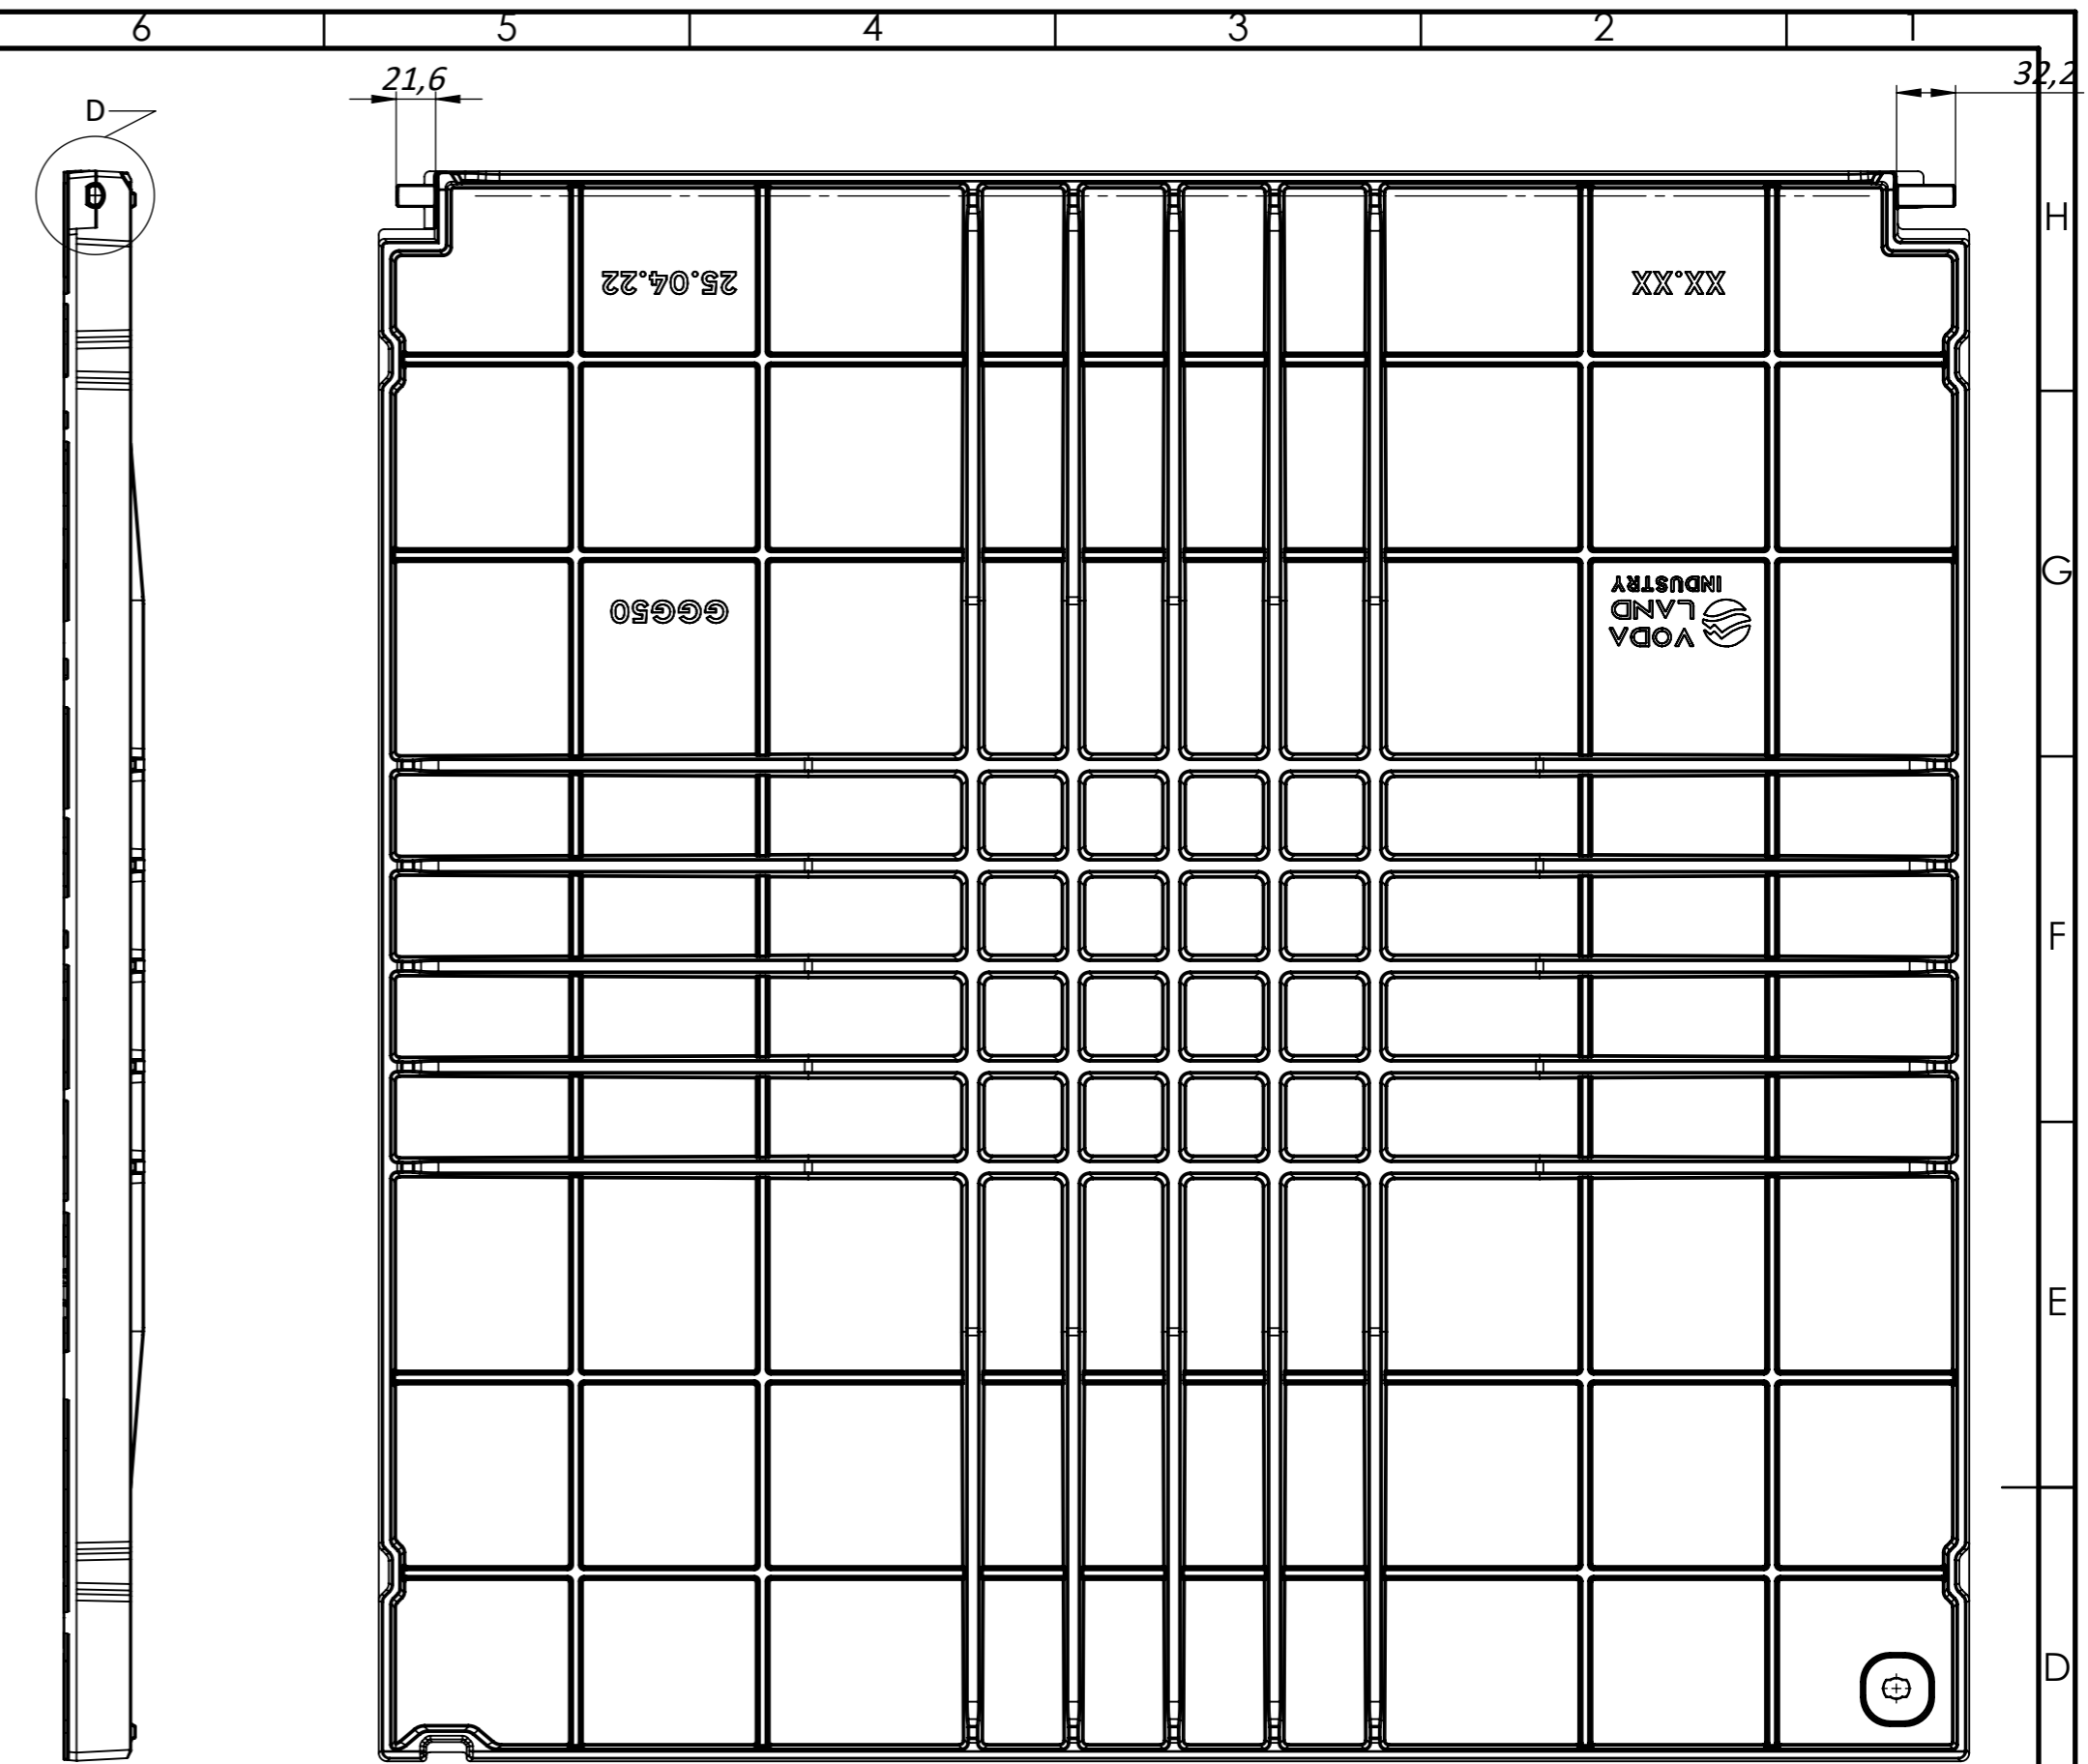 6 5 4 3 2 1
21,6
32,2
D
H
25.04.22
XX.XX
G
GGG50
VODA
LAND
INDUSTRY
F
E
D